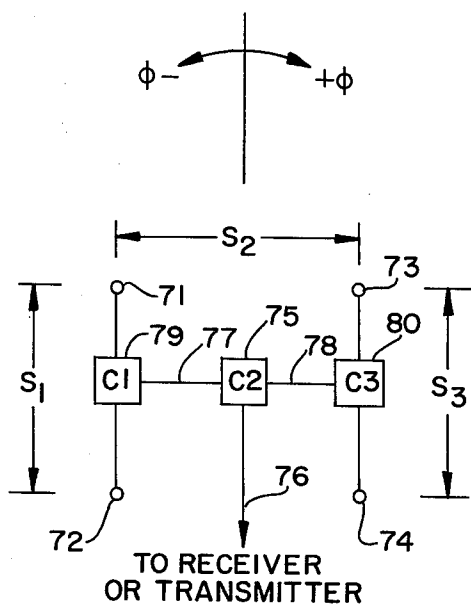 ϕ- +ϕ
S2
71 73
79 75 80
77 78
C1 C2 C3
S1 S3
76
72 74
TO RECEIVER
OR TRANSMITTER